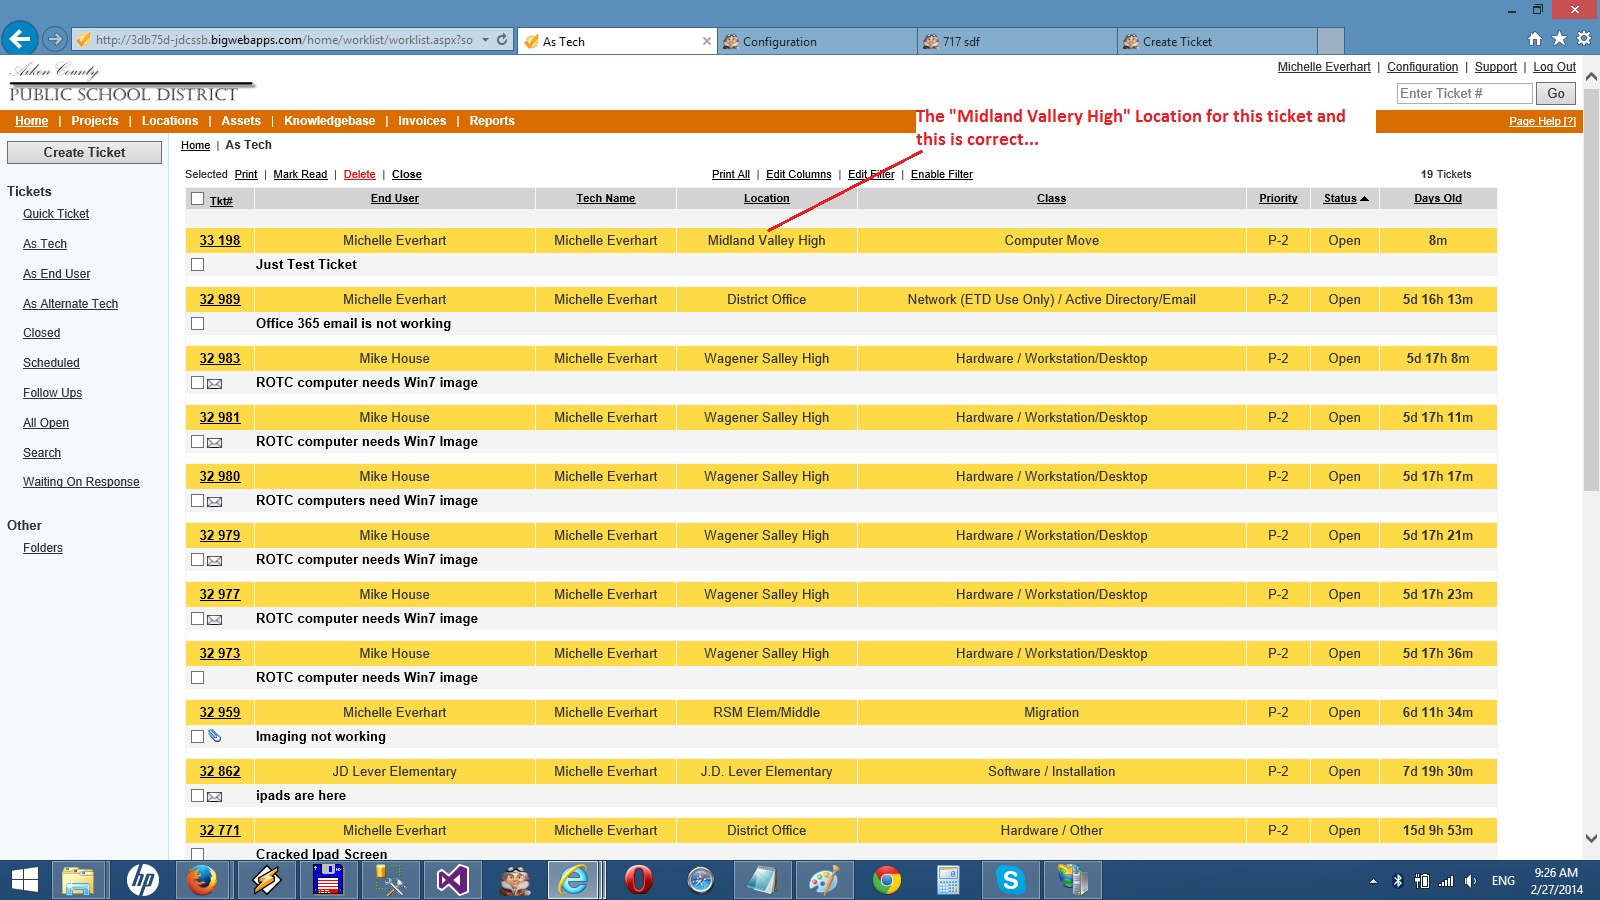 http://3db75d-jdcssb.bigwebapps.com/home/worklist/worklist.aspx?so
As Tech
Configuration
717 sdf
Create Ticket
Aiken County
PUBLIC SCHOOL DISTRICT
Michelle Everhart | Configuration | Support | Log Out
Enter Ticket # Go
Home | Projects | Locations | Assets | Knowledgebase | Invoices | Reports
Page Help [?]
The "Midland Vallery High" Location for this ticket and
this is correct...
Create Ticket
Tickets
Quick Ticket
As Tech
As End User
As Alternate Tech
Closed
Scheduled
Follow Ups
All Open
Search
Waiting On Response
Other
Folders
Home | As Tech
Selected Print | Mark Read | Delete | Close
Print All | Edit Columns | Edit Filter | Enable Filter
19 Tickets
Tkt# End User Tech Name Location Class Priority Status Days Old
33 198 Michelle Everhart Michelle Everhart Midland Valley High Computer Move P-2 Open 8m
Just Test Ticket
32 989 Michelle Everhart Michelle Everhart District Office Network (ETD Use Only) / Active Directory/Email P-2 Open 5d 16h 13m
Office 365 email is not working
32 983 Mike House Michelle Everhart Wagener Salley High Hardware / Workstation/Desktop P-2 Open 5d 17h 8m
ROTC computer needs Win7 image
32 981 Mike House Michelle Everhart Wagener Salley High Hardware / Workstation/Desktop P-2 Open 5d 17h 11m
ROTC computer needs Win7 Image
32 980 Mike House Michelle Everhart Wagener Salley High Hardware / Workstation/Desktop P-2 Open 5d 17h 17m
ROTC computers need Win7 image
32 979 Mike House Michelle Everhart Wagener Salley High Hardware / Workstation/Desktop P-2 Open 5d 17h 21m
ROTC computer needs Win7 image
32 977 Mike House Michelle Everhart Wagener Salley High Hardware / Workstation/Desktop P-2 Open 5d 17h 23m
ROTC computer needs Win7 image
32 973 Mike House Michelle Everhart Wagener Salley High Hardware / Workstation/Desktop P-2 Open 5d 17h 36m
ROTC computer needs Win7 image
32 959 Michelle Everhart Michelle Everhart RSM Elem/Middle Migration P-2 Open 6d 11h 34m
Imaging not working
32 862 JD Lever Elementary Michelle Everhart J.D. Lever Elementary Software / Installation P-2 Open 7d 19h 30m
ipads are here
32 771 Michelle Everhart Michelle Everhart District Office Hardware / Other P-2 Open 15d 9h 53m
Cracked Ipad Screen
ENG
9:26 AM
2/27/2014